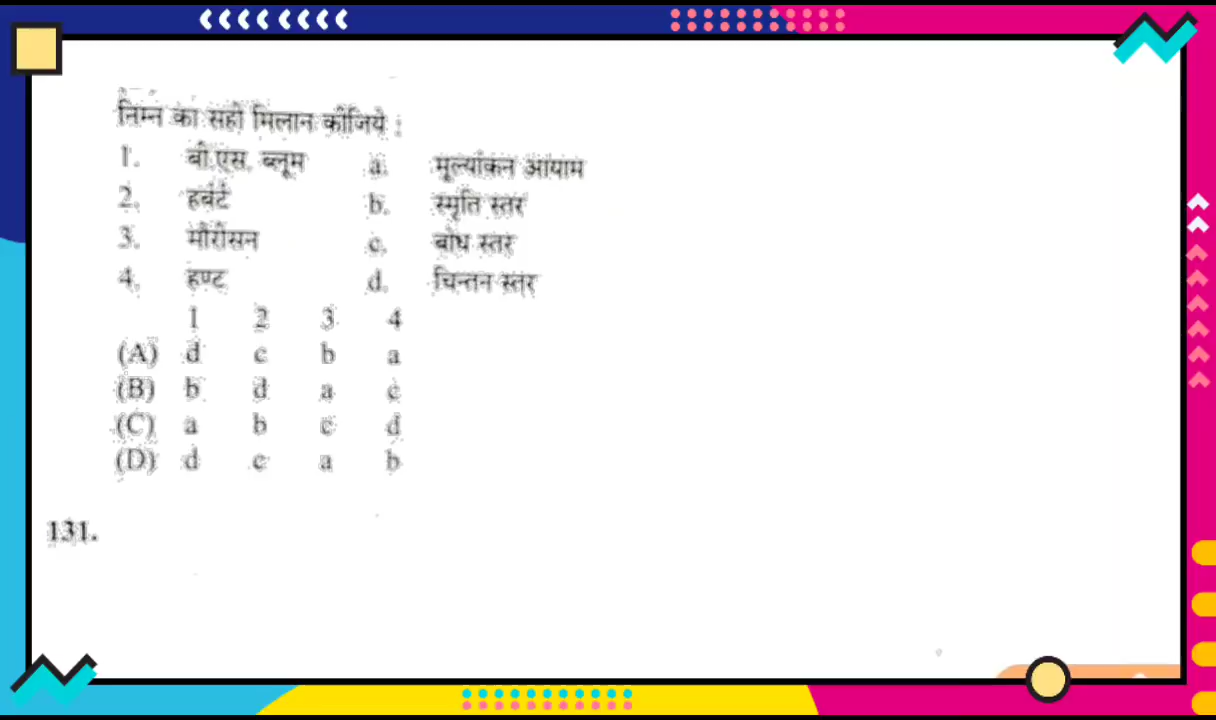 निम्न का सही मिलान कीजिये :
1. बी.एस. ब्लूम a. मूल्यांकन आयाम
2. हर्बर्ट b. स्मृति स्तर
3. मौरीसन c. बोध स्तर
4. हण्ट d. चिन्तन स्तर
1 2 3 4
(A) d c b a
(B) b d a c
(C) a b c d
(D) d c a b
131.